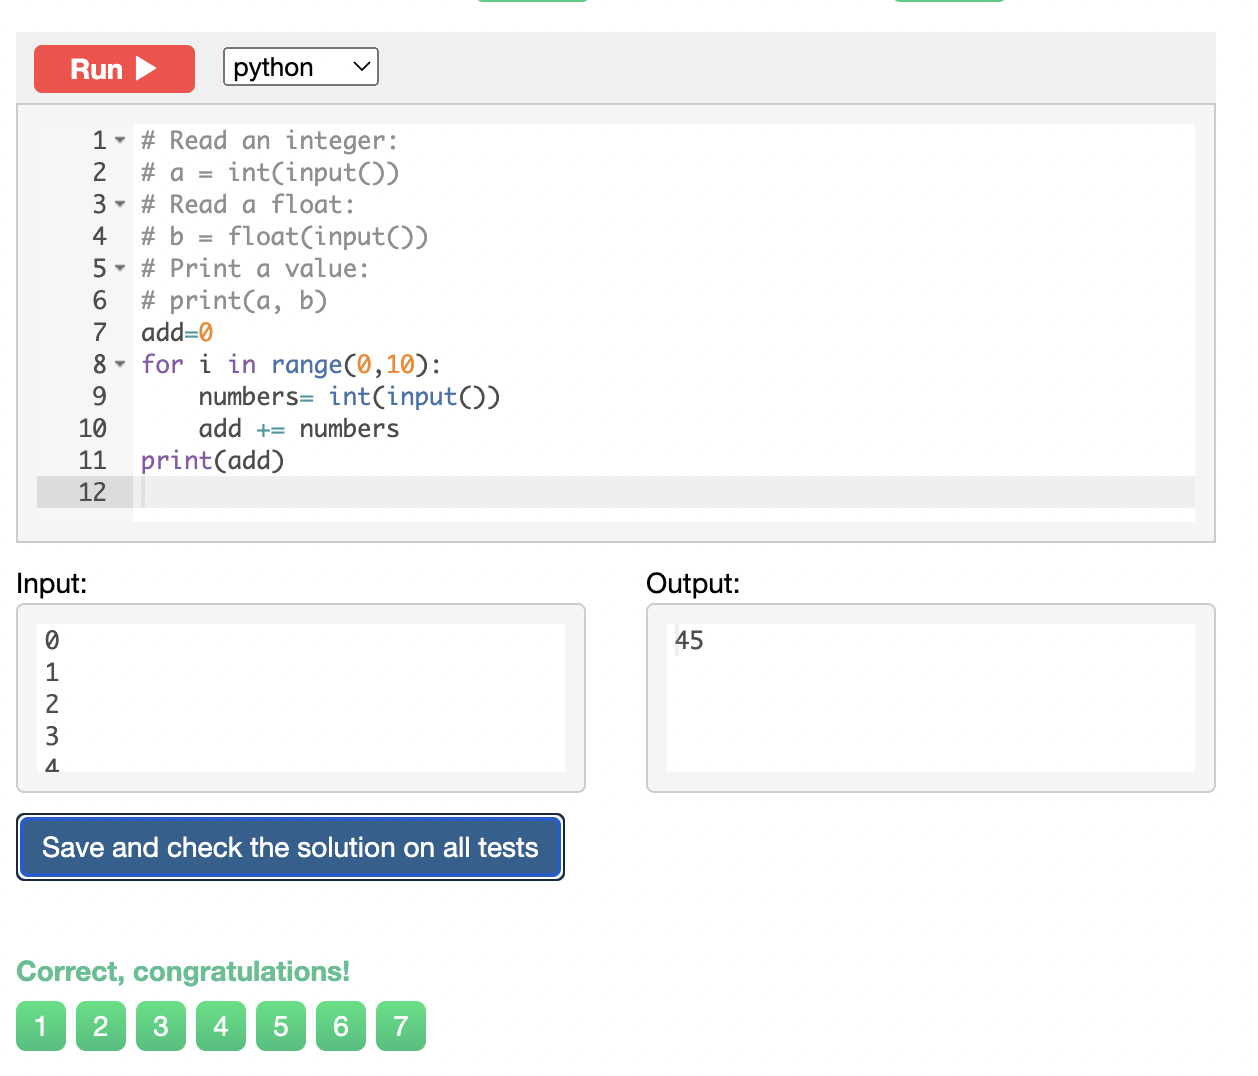 Run
python
1 # Read an integer:
2 # a = int(input())
3 # Read a float:
4 # b = float(input())
5 # Print a value:
6 # print(a, b)
7 add=0
8 for i in range(0,10):
9     numbers= int(input())
10     add += numbers
11 print(add)
12
Input:
0
1
2
3
4
Output:
45
Save and check the solution on all tests
Correct, congratulations!
1 2 3 4 5 6 7